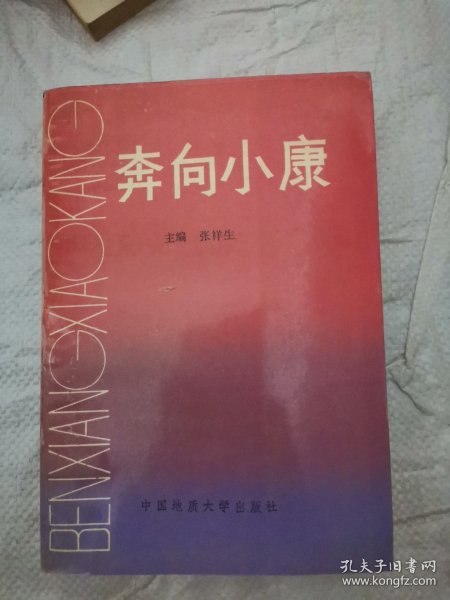 奔向小康
主编 张祥生
BENXIANGXIAOKANG
中国地质大学出版社
孔夫子旧书网
www.kongfz.com